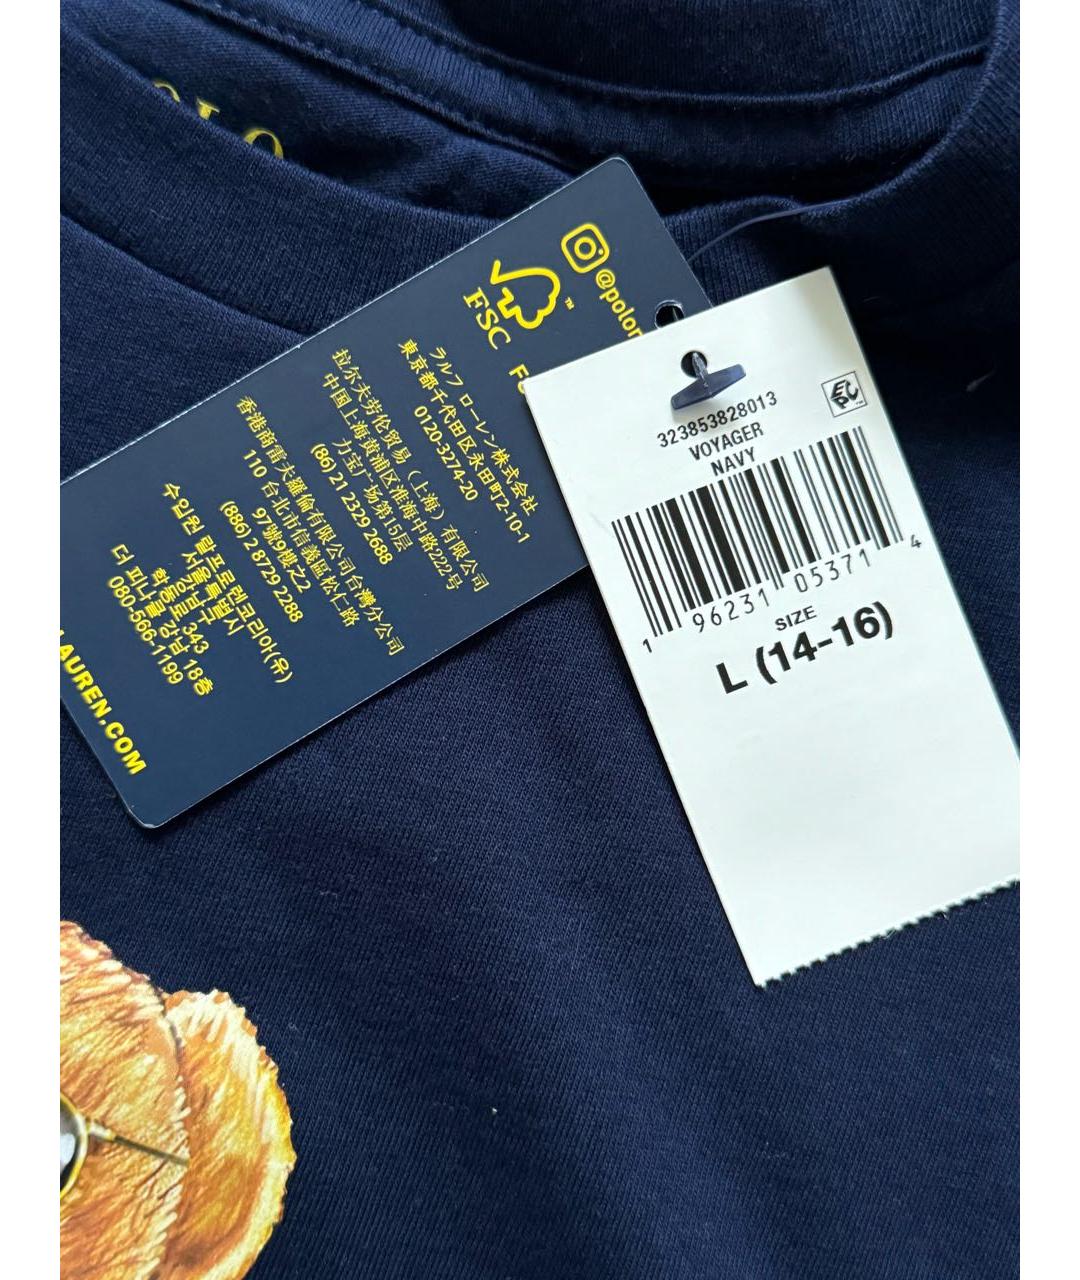 @polor
FSC
ラルフ ローレン株式会社
東京都千代田区永田町2-10-1
0120-3274-20
拉尔夫劳伦贸易（上海）有限公司
中国上海黄浦区淮海中路222号
力宝广场第15层
(86) 21 2329 2688
香港商雷夫羅倫有限公司台灣分公司
110 台北市信義區松仁路
97號9樓之2
(886) 2 8729 2288
수입원 랄프로렌코리아(유)
서울특별시
강남구
학동로 343
더 피나클 강남 18층
080-566-1199
AUREN.COM
323853828013
VOYAGER
NAVY
EPC
1 96231 05371 4
SIZE
L (14-16)